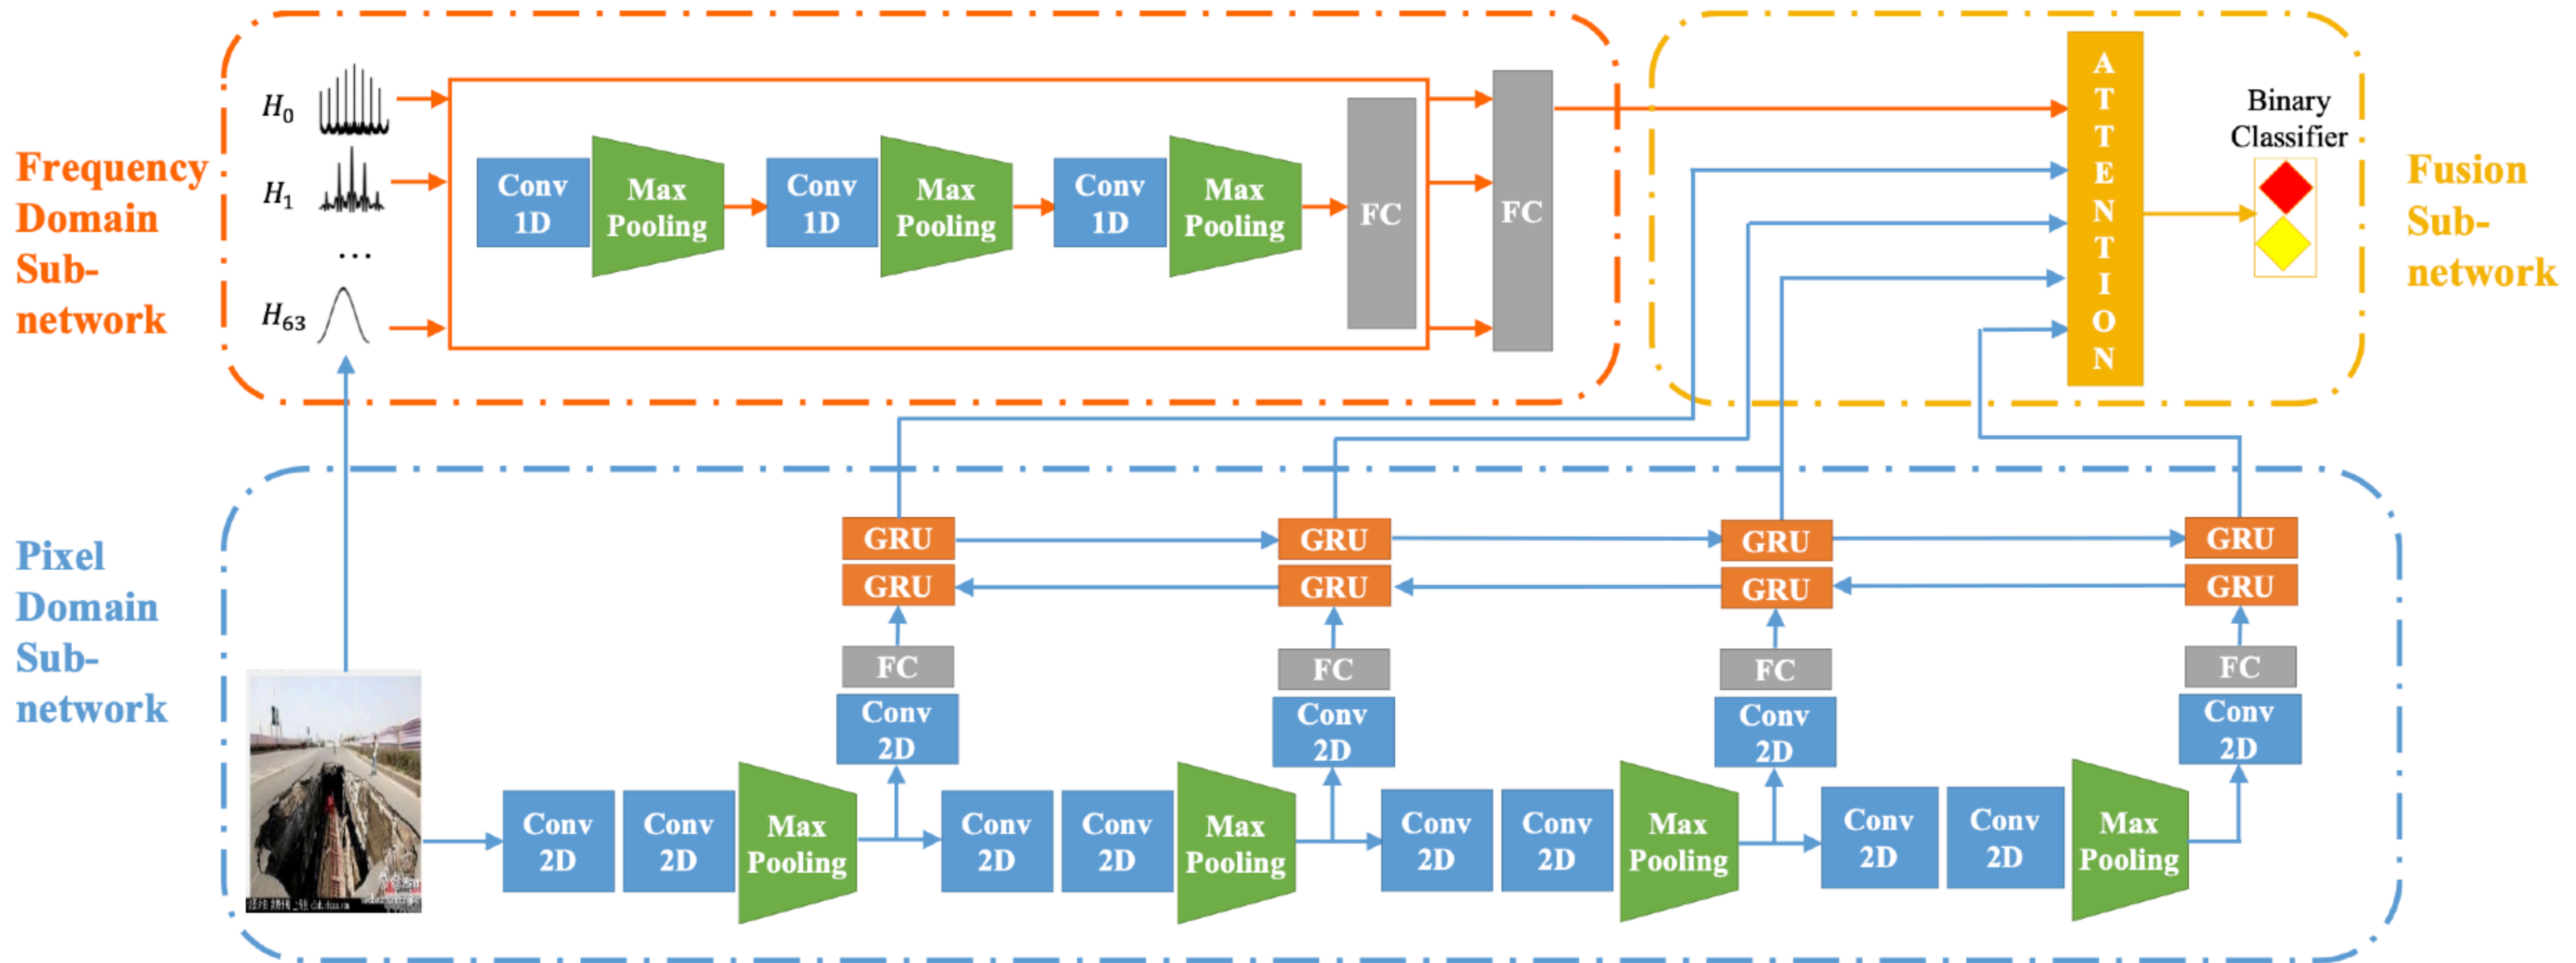 Frequency
Domain
Sub-
network
H0
H1
...
H63
Conv
1D
Max
Pooling
Conv
1D
Max
Pooling
Conv
1D
Max
Pooling
FC
FC
A
T
T
E
N
T
I
O
N
Binary
Classifier
Fusion
Sub-
network
Pixel
Domain
Sub-
network
GRU
GRU
GRU
GRU
GRU
GRU
GRU
GRU
FC
FC
FC
FC
Conv
2D
Conv
2D
Conv
2D
Conv
2D
Conv
2D
Conv
2D
Max
Pooling
Conv
2D
Conv
2D
Max
Pooling
Conv
2D
Conv
2D
Max
Pooling
Conv
2D
Conv
2D
Max
Pooling